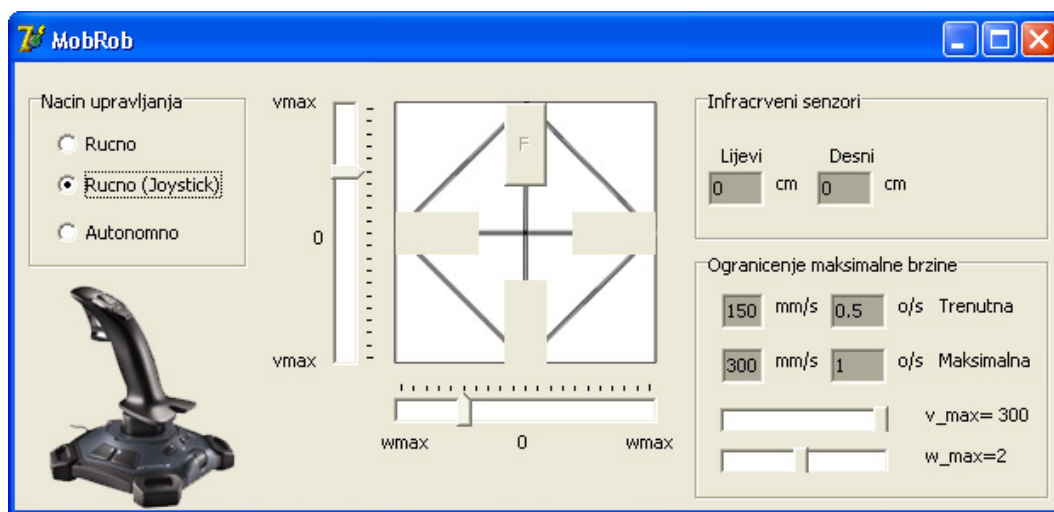 MobRob
Nacin upravljanja
Rucno
Rucno (Joystick)
Autonomno
vmax
0
vmax
F
wmax 0 wmax
Infracrveni senzori
Lijevi Desni
0 cm 0 cm
Ogranicenje maksimalne brzine
150 mm/s 0.5 o/s Trenutna
300 mm/s 1 o/s Maksimalna
v_max= 300
w_max=2